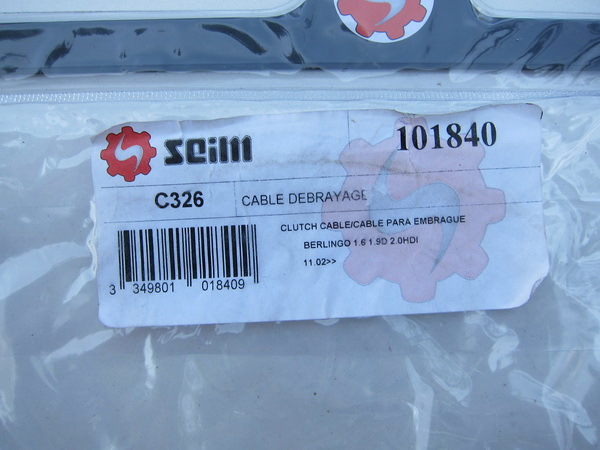 seim
101840
C326
CABLE DEBRAYAGE
CLUTCH CABLE/CABLE PARA EMBRAGUE
BERLINGO 1.6 1.9D 2.0HDI
11.02>>
3 349801 018409